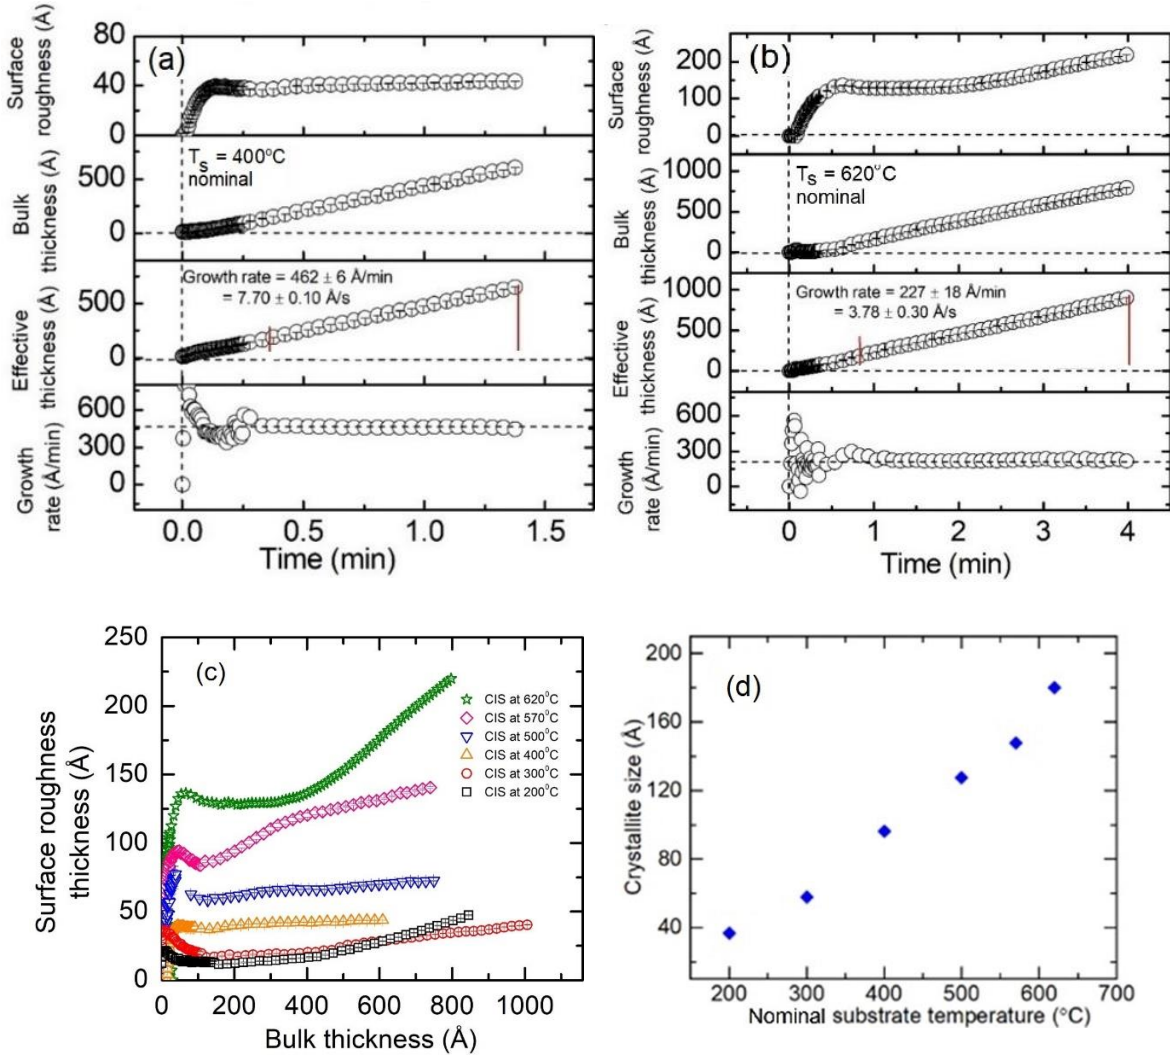 (a)
Surface
roughness (Å)
80
40
0
T_S = 400°C
nominal
Bulk
thickness (Å)
500
0
Growth rate = 462 ± 6 Å/min
= 7.70 ± 0.10 Å/s
Effective
thickness (Å)
500
0
Growth
rate (Å/min)
600
300
0
0.0 0.5 1.0 1.5
Time (min)
(b)
Surface
roughness (Å)
200
100
0
T_S = 620°C
nominal
Bulk
thickness (Å)
1000
500
0
Growth rate = 227 ± 18 Å/min
= 3.78 ± 0.30 Å/s
Effective
thickness (Å)
1000
500
0
Growth
rate (Å/min)
600
300
0
0 1 2 3 4
Time (min)
(c)
Surface roughness
thickness (Å)
250
200
150
100
50
0
CIS at 620⁰C
CIS at 570⁰C
CIS at 500⁰C
CIS at 400⁰C
CIS at 300⁰C
CIS at 200⁰C
0 200 400 600 800 1000
Bulk thickness (Å)
(d)
Crystallite size (Å)
200
160
120
80
40
200 300 400 500 600 700
Nominal substrate temperature (°C)